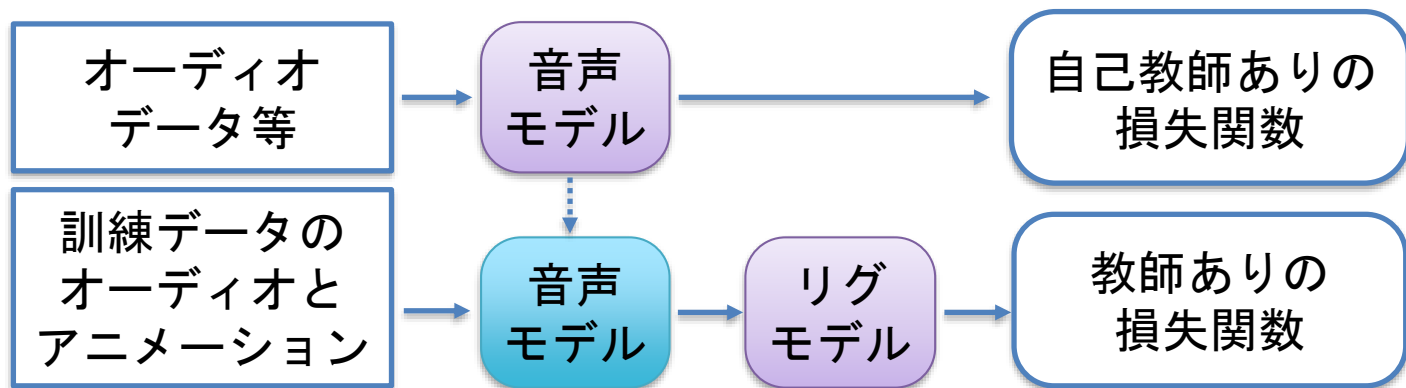 オーディオ
データ等
音声
モデル
自己教師ありの
損失関数
訓練データの
オーディオと
アニメーション
音声
モデル
リグ
モデル
教師ありの
損失関数